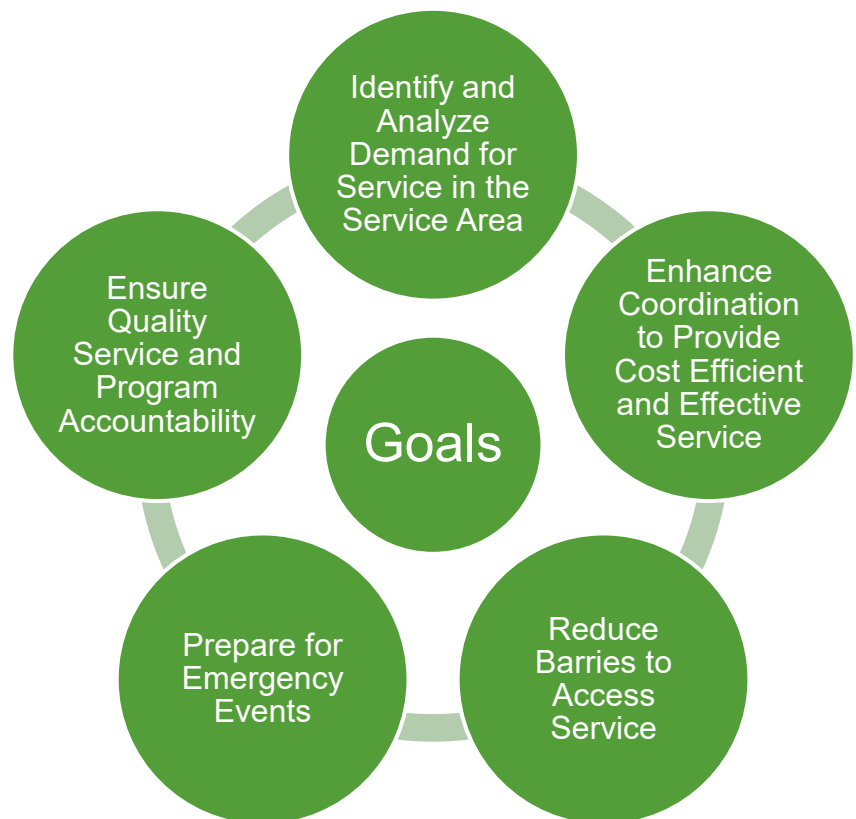 Identify and
Analyze
Demand for
Service in the
Service Area
Enhance
Coordination
to Provide
Cost Efficient
and Effective
Service
Reduce
Barries to
Access
Service
Prepare for
Emergency
Events
Ensure
Quality
Service and
Program
Accountability
Goals